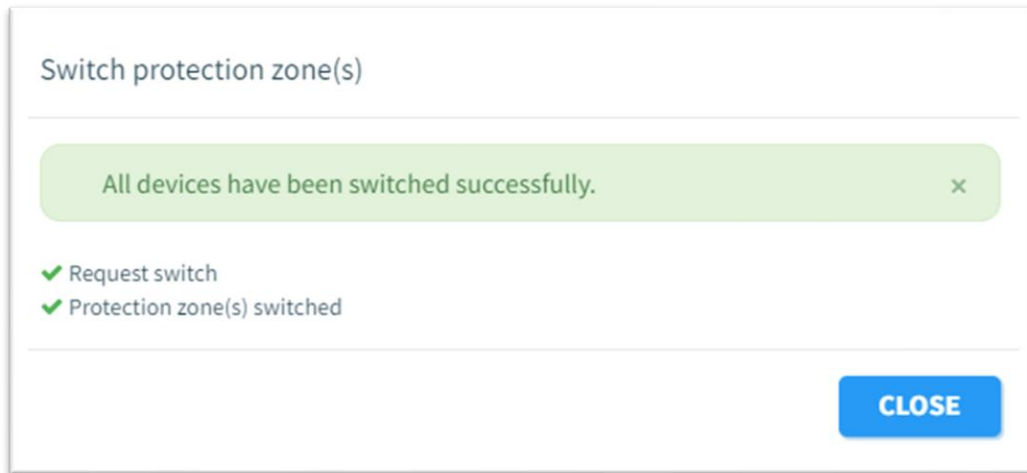 Switch protection zone(s)
All devices have been switched successfully.
Request switch
Protection zone(s) switched
CLOSE